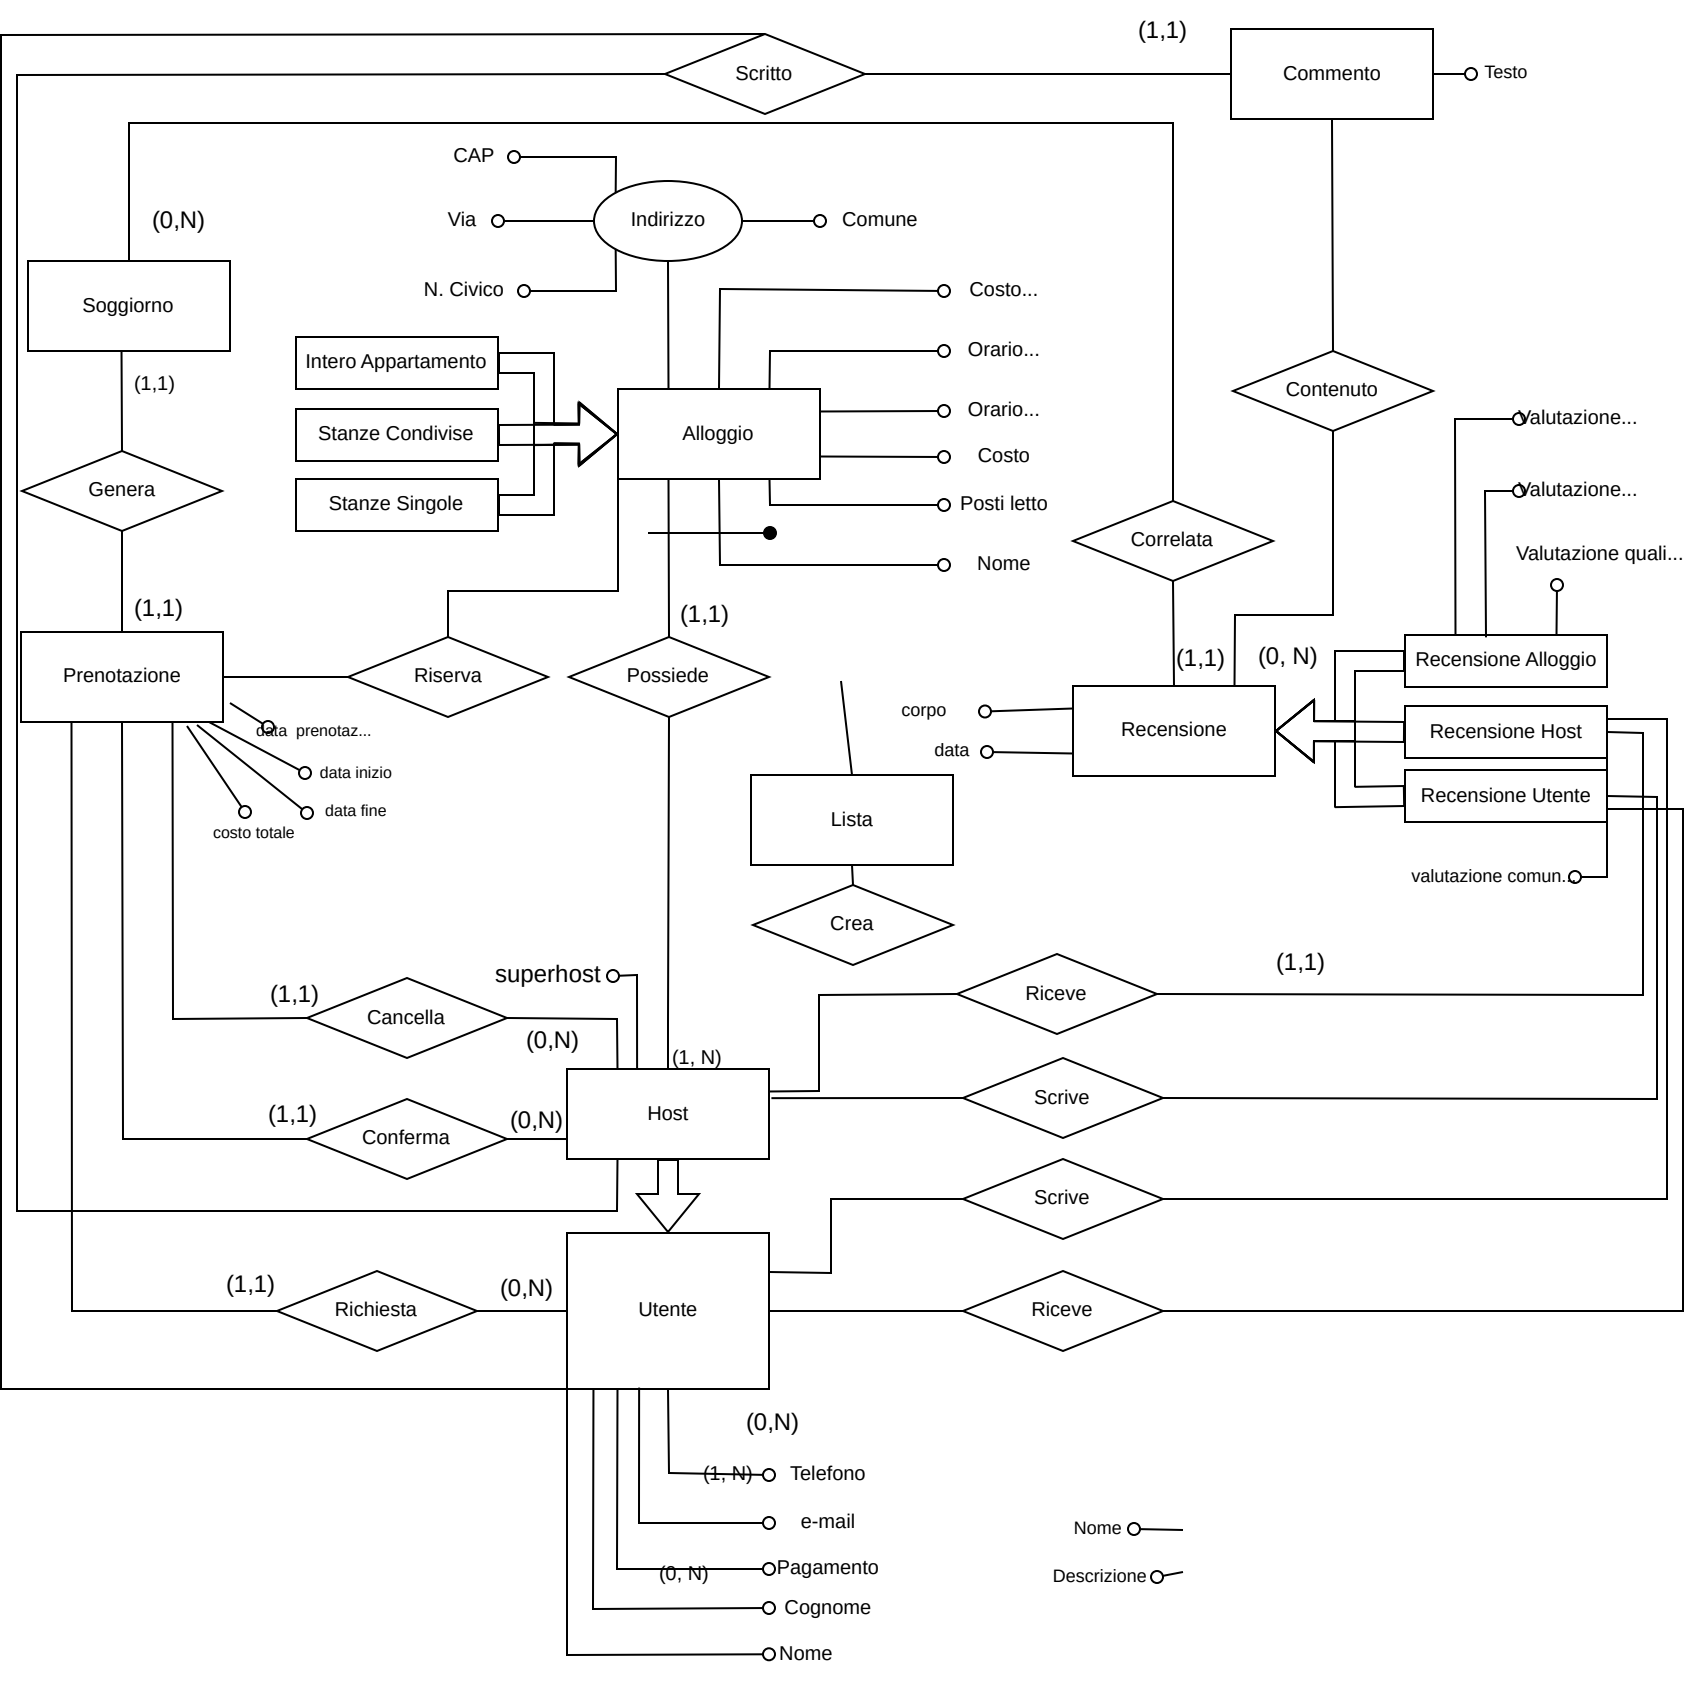 (1,1)
Scritto
Commento
Testo
CAP
(0,N)
Via
Indirizzo
Comune
N. Civico
Costo...
Soggiorno
Orario...
Intero Appartamento
(1,1)
Contenuto
Orario...
Valutazione...
Stanze Condivise
Alloggio
Costo
Genera
Stanze Singole
Posti letto
Valutazione...
Correlata
Valutazione quali...
Nome
(1,1)
(1,1)
Prenotazione
Riserva
Possiede
(1,1)
(0, N)
Recensione Alloggio
corpo
data prenotaz...
Recensione
Recensione Host
data
data inizio
Recensione Utente
data fine
Lista
costo totale
valutazione comun...
Crea
superhost
(1,1)
(1,1)
Riceve
Cancella
(0,N)
(1, N)
Scrive
(1,1)
(0,N)
Host
Conferma
Scrive
(1,1)
(0,N)
Richiesta
Utente
Riceve
(0,N)
(1, N)
Telefono
e-mail
Nome
(0, N)
Pagamento
Descrizione
Cognome
Nome